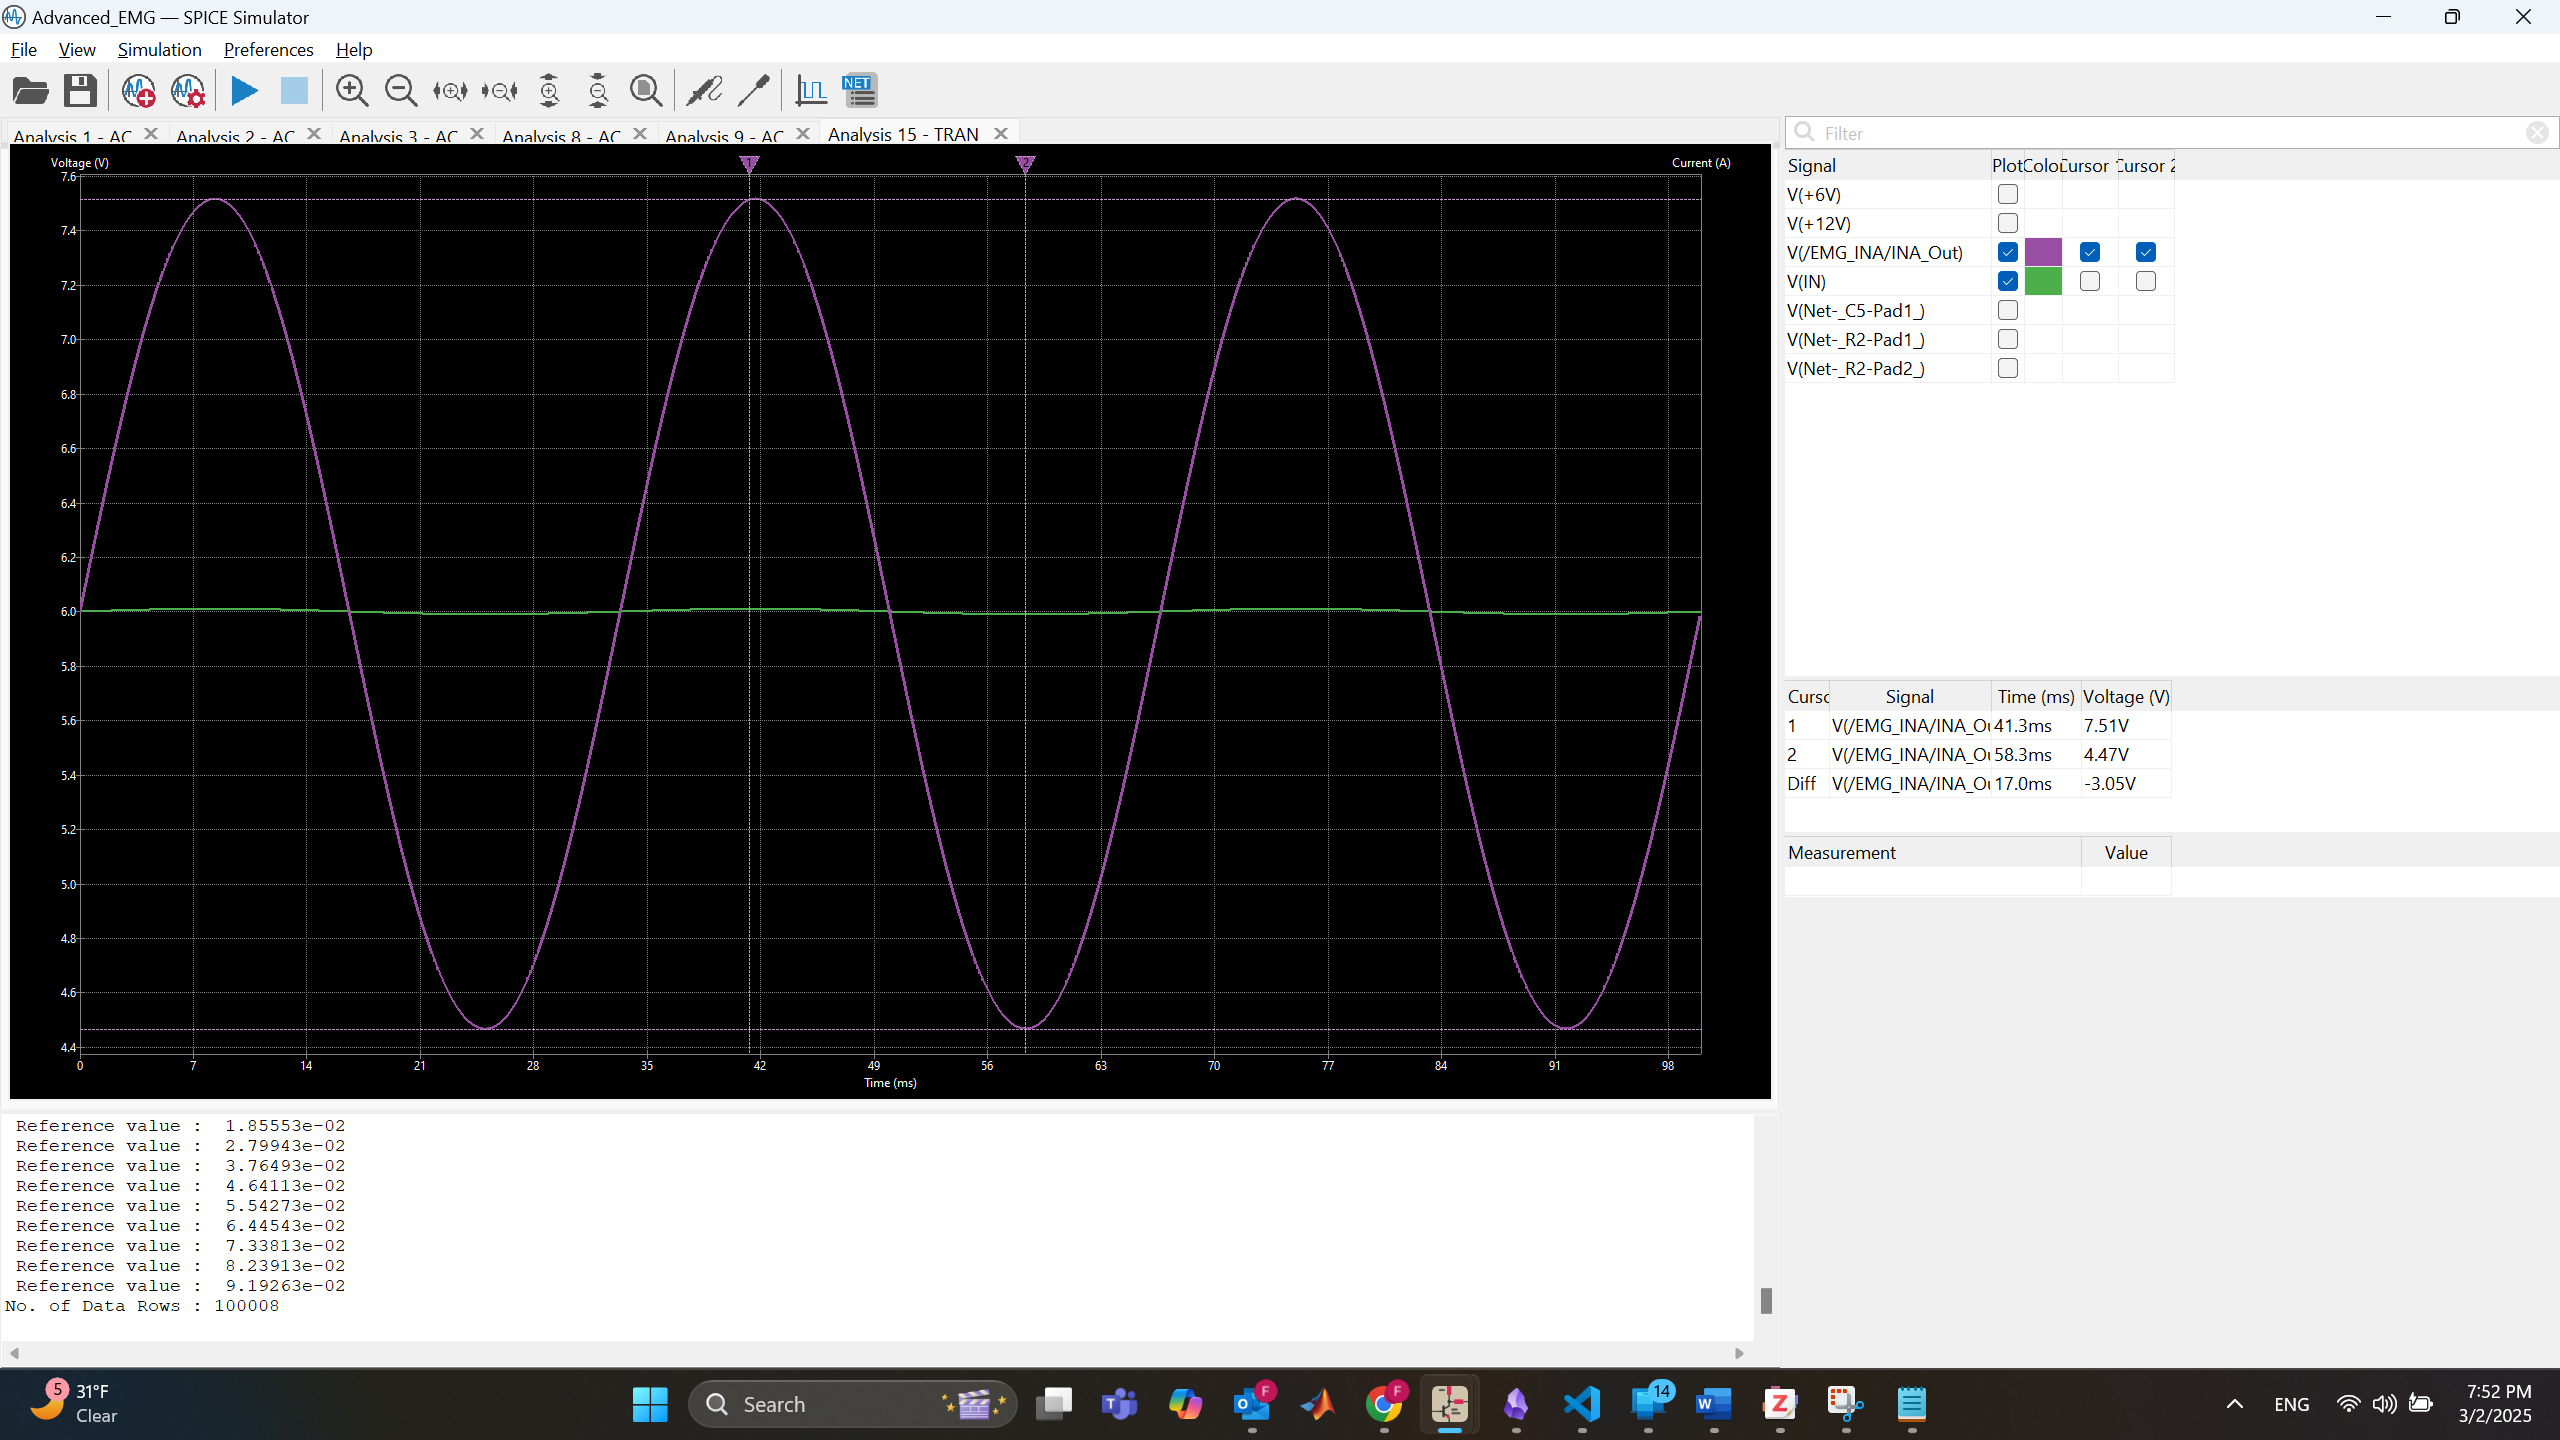 Advanced_EMG — SPICE Simulator
File View Simulation Preferences Help
NET
Analysis 1 - AC Analysis 2 - AC Analysis 3 - AC Analysis 8 - AC Analysis 9 - AC Analysis 15 - TRAN
Voltage (V) 1 2 Current (A)
7.6
7.4
7.2
7.0
6.8
6.6
6.4
6.2
6.0
5.8
5.6
5.4
5.2
5.0
4.8
4.6
4.4
0 7 14 21 28 35 42 49 56 63 70 77 84 91 98
Time (ms)
Filter
Signal Plot Colo Cursor Cursor 2
V(+6V)
V(+12V)
V(/EMG_INA/INA_Out)
V(IN)
V(Net-_C5-Pad1_)
V(Net-_R2-Pad1_)
V(Net-_R2-Pad2_)
Curso Signal Time (ms) Voltage (V)
1 V(/EMG_INA/INA_Ou 41.3ms 7.51V
2 V(/EMG_INA/INA_Ou 58.3ms 4.47V
Diff V(/EMG_INA/INA_Ou 17.0ms -3.05V
Measurement Value
Reference value : 1.85553e-02
Reference value : 2.79943e-02
Reference value : 3.76493e-02
Reference value : 4.64113e-02
Reference value : 5.54273e-02
Reference value : 6.44543e-02
Reference value : 7.33813e-02
Reference value : 8.23913e-02
Reference value : 9.19263e-02
No. of Data Rows : 100008
5 31°F
Clear
Search
F
F
14
ENG
7:52 PM
3/2/2025